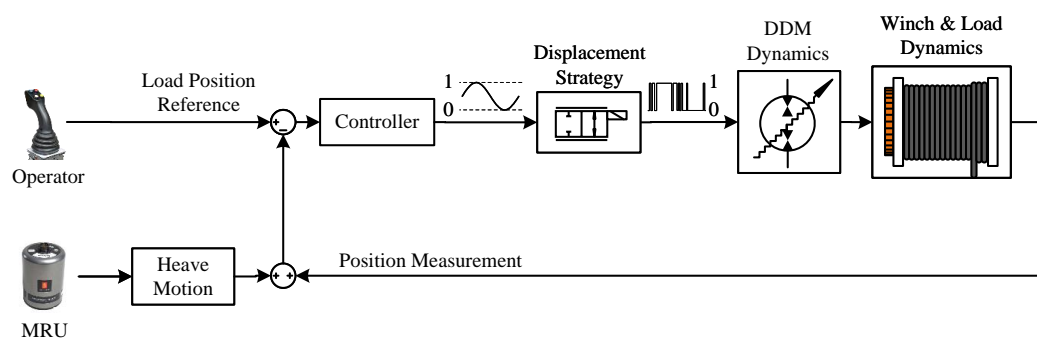 DDM
Dynamics
Winch & Load
Dynamics
Displacement
Strategy
Load Position
Reference
1
0
1
0
+
−
Controller
Operator
Heave
Motion
+ +
Position Measurement
MRU